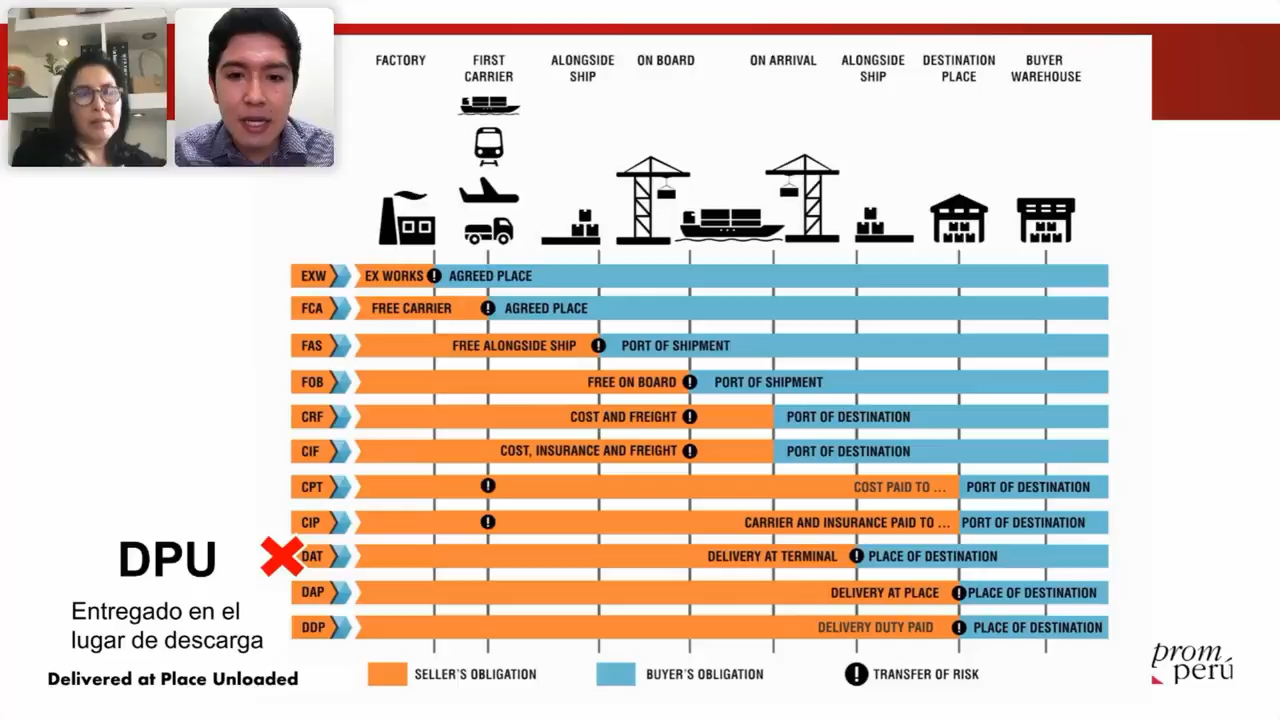 FACTORY
FIRST
CARRIER
ALONGSIDE
SHIP
ON BOARD
ON ARRIVAL
ALONGSIDE
SHIP
DESTINATION
PLACE
BUYER
WAREHOUSE
EXW EX WORKS ! AGREED PLACE
FCA FREE CARRIER ! AGREED PLACE
FAS FREE ALONGSIDE SHIP ! PORT OF SHIPMENT
FOB FREE ON BOARD ! PORT OF SHIPMENT
CRF COST AND FREIGHT ! PORT OF DESTINATION
CIF COST, INSURANCE AND FREIGHT ! PORT OF DESTINATION
CPT ! COST PAID TO ... PORT OF DESTINATION
CIP ! CARRIER AND INSURANCE PAID TO ... PORT OF DESTINATION
DAT DELIVERY AT TERMINAL ! PLACE OF DESTINATION
DAP DELIVERY AT PLACE ! PLACE OF DESTINATION
DDP DELIVERY DUTY PAID ! PLACE OF DESTINATION
SELLER'S OBLIGATION
BUYER'S OBLIGATION
! TRANSFER OF RISK
DPU
Entregado en el
lugar de descarga
Delivered at Place Unloaded
prom
perú